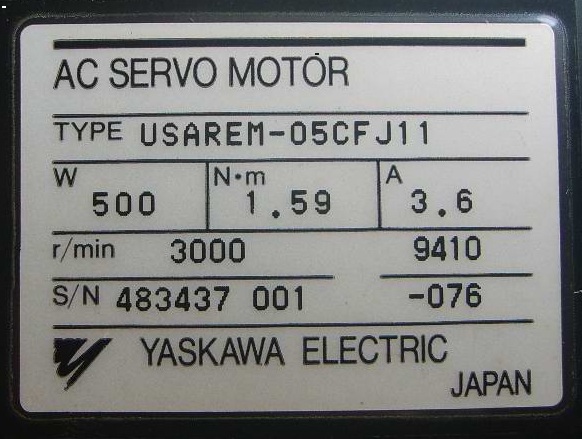 AC SERVO MOTOR
TYPE USAREM-05CFJ11
W 500 N·m 1.59 A 3.6
r/min 3000 9410
S/N 483437 001 -076
YASKAWA ELECTRIC
JAPAN